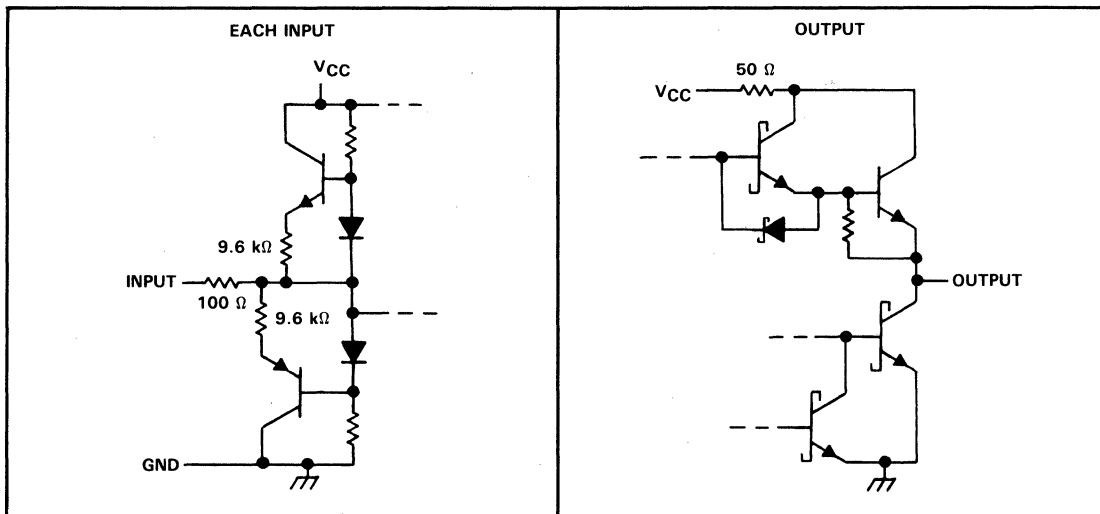 EACH INPUT
VCC
9.6 kΩ
INPUT
100 Ω
9.6 kΩ
GND
OUTPUT
50 Ω
VCC
OUTPUT